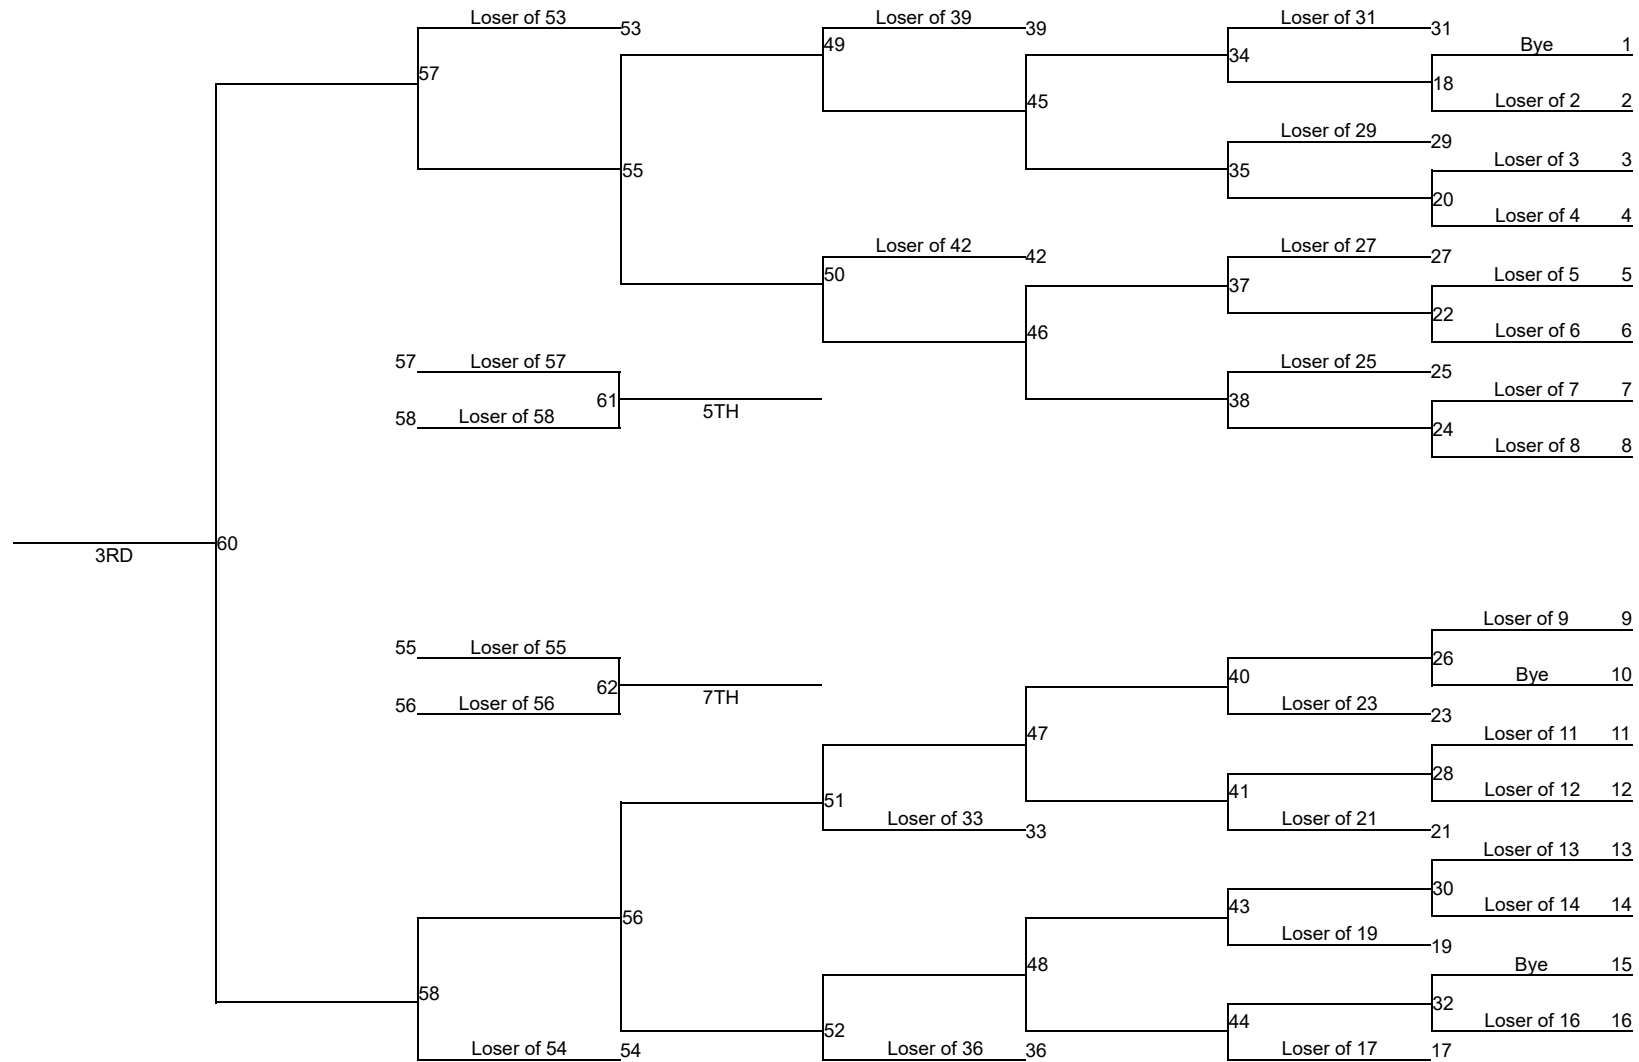 Loser of 53 53 Loser of 39 39 Loser of 31 31
49 Bye 1
34
57 18
45 Loser of 2 2
Loser of 29 29
Loser of 3 3
55 35
20
Loser of 4 4
Loser of 42 42 Loser of 27 27
50 37 Loser of 5 5
22
46 Loser of 6 6
57 Loser of 57 Loser of 25 25
Loser of 7 7
61 5TH 38
58 Loser of 58 24
Loser of 8 8
60
3RD
Loser of 9 9
55 Loser of 55 26
40 Bye 10
62 7TH
56 Loser of 56 Loser of 23 23
47 Loser of 11 11
28
41 Loser of 12 12
51
Loser of 33 33 Loser of 21 21
Loser of 13 13
30
56 43 Loser of 14 14
Loser of 19 19
48 Bye 15
58 32
52 44 Loser of 16 16
Loser of 54 54 Loser of 36 36 Loser of 17 17